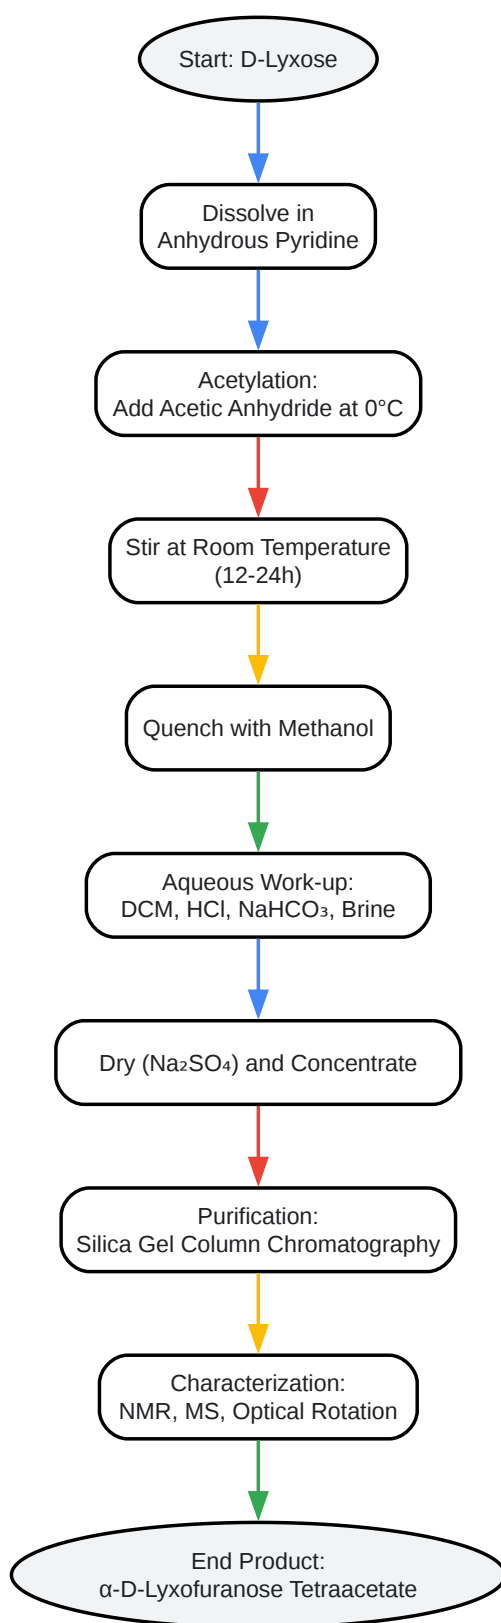 Start: D-Lyxose
Dissolve in
Anhydrous Pyridine
Acetylation:
Add Acetic Anhydride at 0°C
Stir at Room Temperature
(12-24h)
Quench with Methanol
Aqueous Work-up:
DCM, HCl, NaHCO₃, Brine
Dry (Na₂SO₄) and Concentrate
Purification:
Silica Gel Column Chromatography
Characterization:
NMR, MS, Optical Rotation
End Product:
α-D-Lyxofuranose Tetraacetate